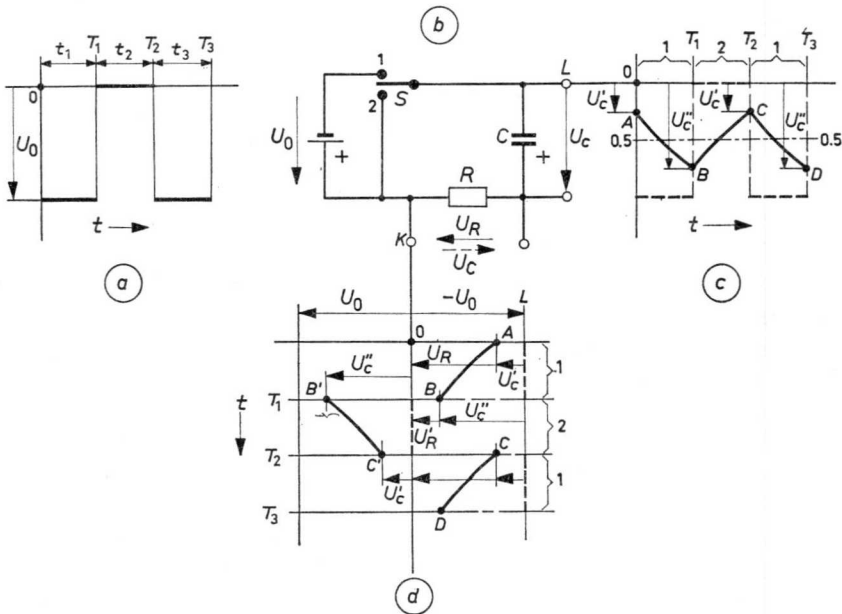 t1 T1 t2 T2 t3 T3
0
U0
t
a
b
1
2
S
U0
+
C
+
L
Uc
R
K
UR
UC
T1 T2 T3
1 2 1
0
U'c U''c U'c U''c
A B C D
0.5 0.5
t
c
U0 -U0 L
0 A
UR U'c
U''c
B' B
T1
U'R U''c
t
1
2
1
T2
C' C
U'c
T3
D
d